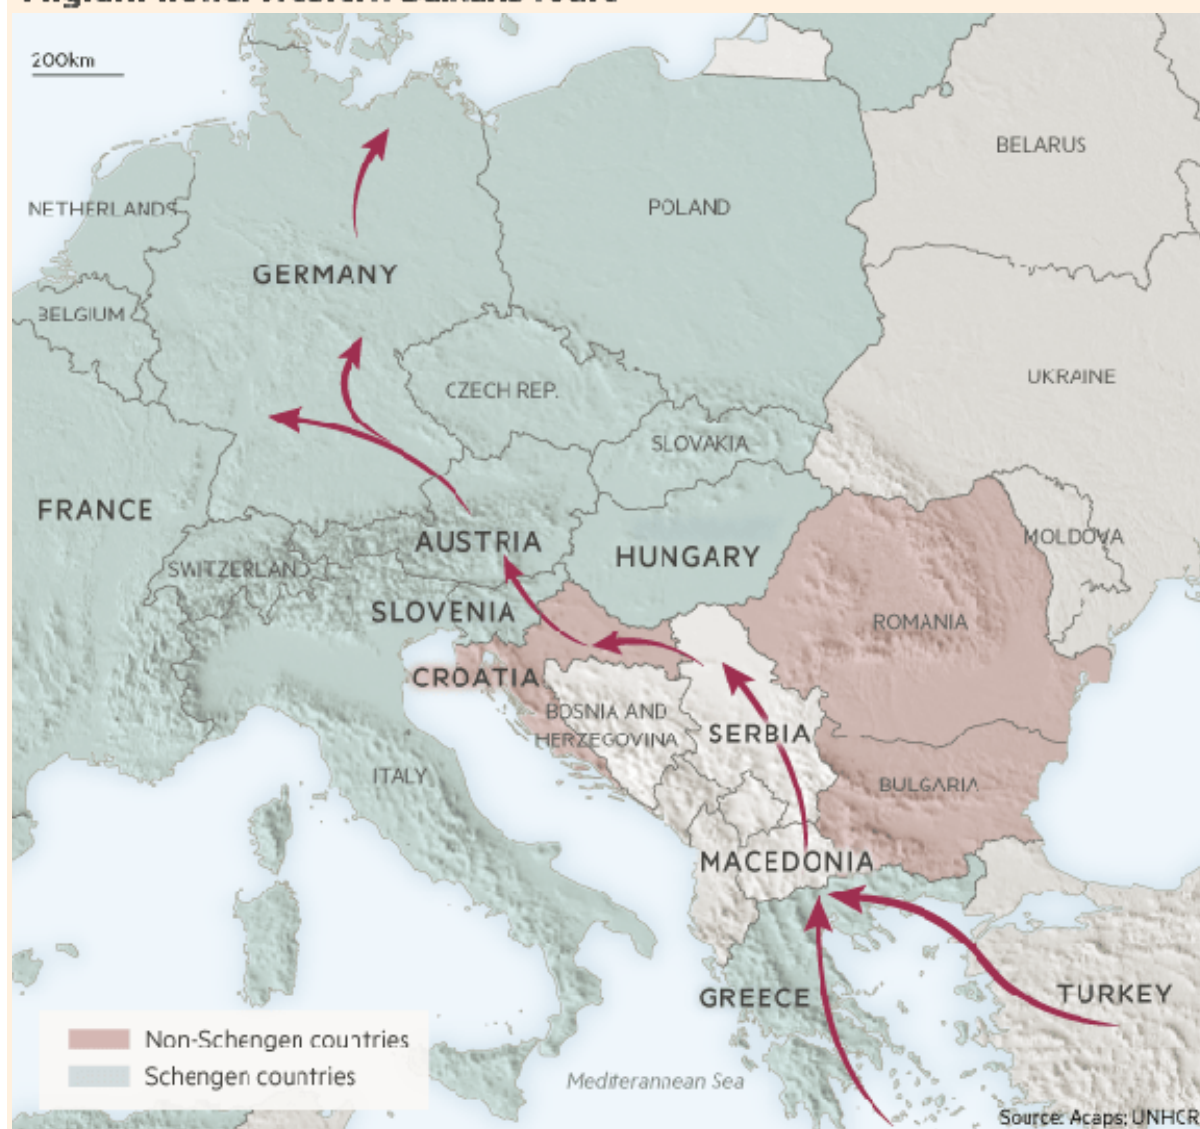 200km
BELARUS
NETHERLANDS
POLAND
GERMANY
BELGIUM
UKRAINE
CZECH REP.
SLOVAKIA
FRANCE
AUSTRIA
MOLDOVA
HUNGARY
SWITZERLAND
SLOVENIA
ROMANIA
CROATIA
BOSNIA AND
HERZEGOVINA
SERBIA
ITALY
BULGARIA
MACEDONIA
GREECE
TURKEY
Non-Schengen countries
Schengen countries
Mediterannean Sea
Source: Acaps; UNHCR